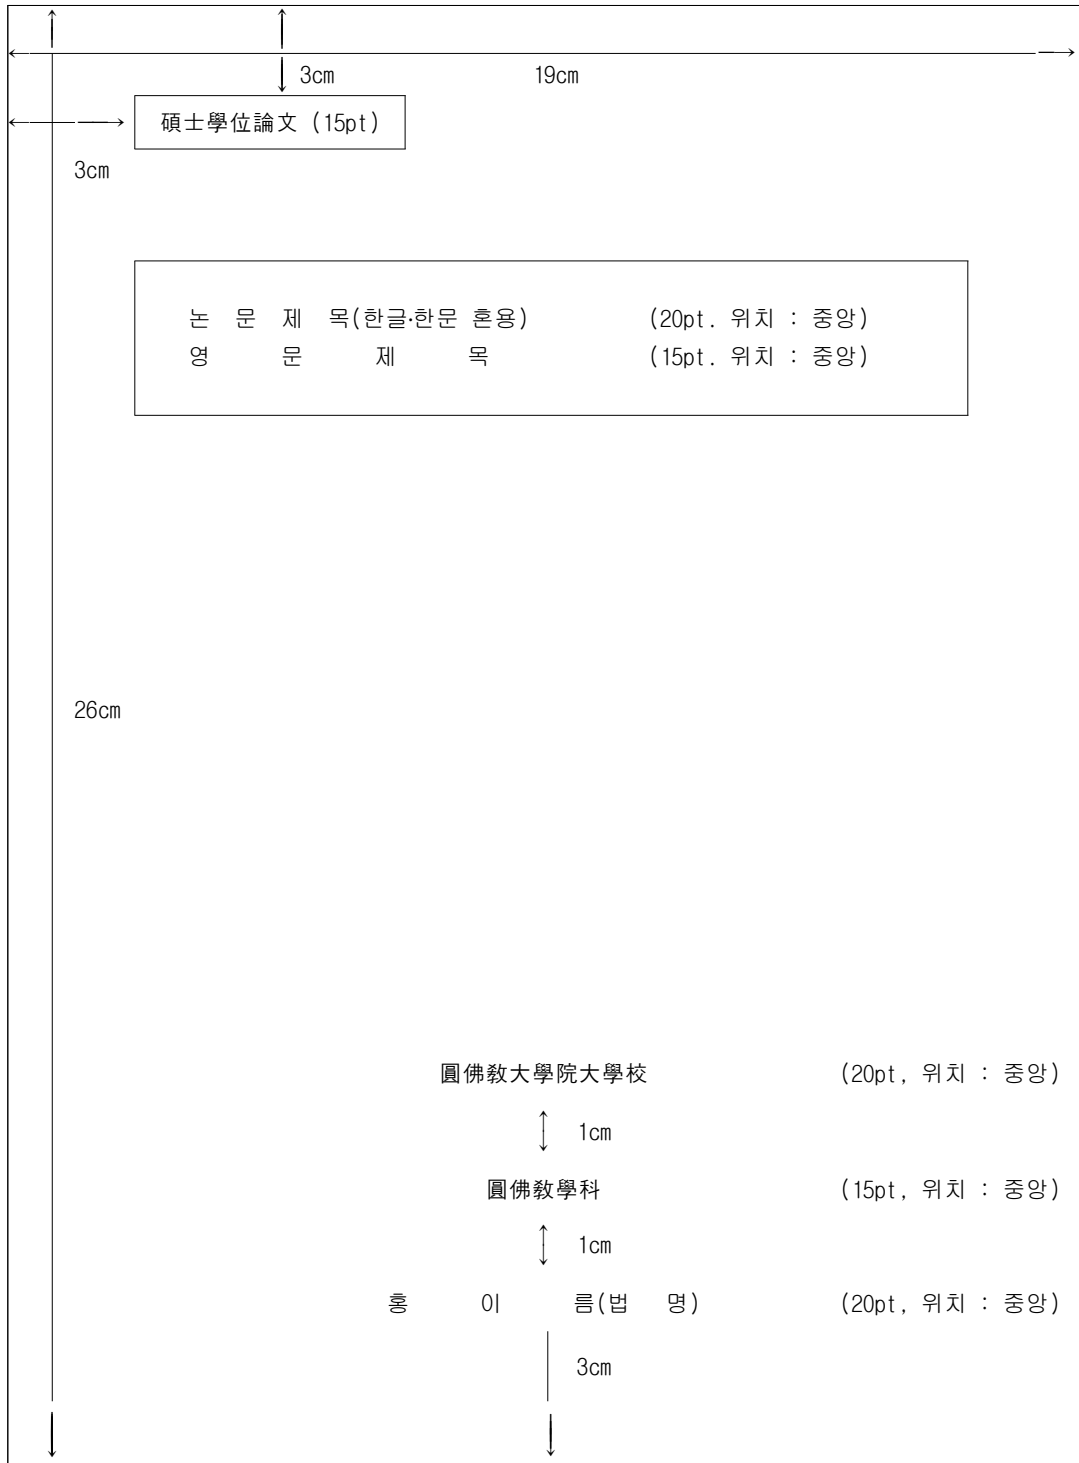 3cm 19cm
碩士學位論文 (15pt)
3cm
논 문 제 목(한글·한문 혼용) (20pt. 위치 : 중앙)
영 문 제 목 (15pt. 위치 : 중앙)
26cm
圓佛敎大學院大學校 (20pt, 위치 : 중앙)
1cm
圓佛敎學科 (15pt, 위치 : 중앙)
1cm
홍 이 름(법 명) (20pt, 위치 : 중앙)
3cm